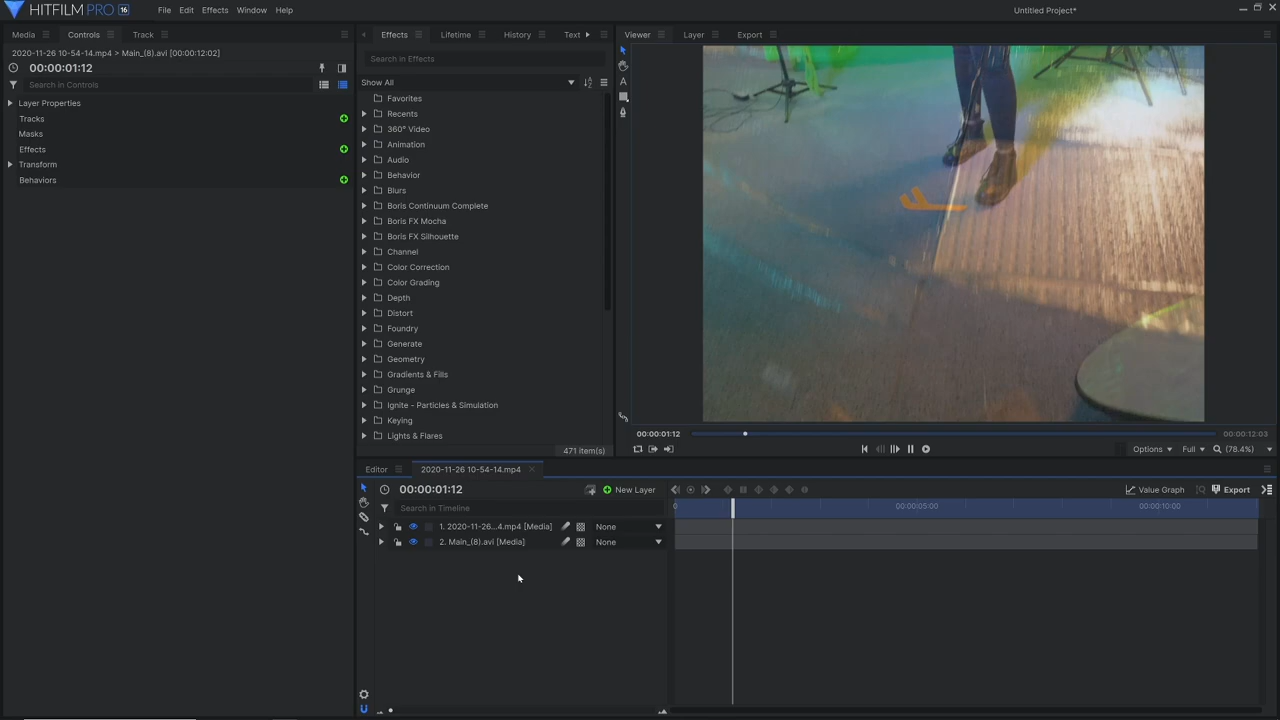 HITFILM PRO 16 File Edit Effects Window Help Untitled Project*
Media Controls Track
2020-11-26 10-54-14.mp4 > Main_(8).avi [00:00:12:02]
00:00:01:12
Search in Controls
Layer Properties
Tracks
Masks
Effects
Transform
Behaviors
Effects Lifetime History Text
Search in Effects
Show All
Favorites
Recents
360° Video
Animation
Audio
Behavior
Blurs
Boris Continuum Complete
Boris FX Mocha
Boris FX Silhouette
Channel
Color Correction
Color Grading
Depth
Distort
Foundry
Generate
Geometry
Gradients & Fills
Grunge
Ignite - Particles & Simulation
Keying
Lights & Flares
471 item(s)
Viewer Layer Export
00:00:01:12 00:00:12:03
Options Full (78.4%)
Editor 2020-11-26 10-54-14.mp4
00:00:01:12 New Layer Value Graph Export
Search in Timeline 0 00:00:05:00 00:00:10:00
1. 2020-11-26...4.mp4 [Media] None
2. Main_(8).avi [Media] None